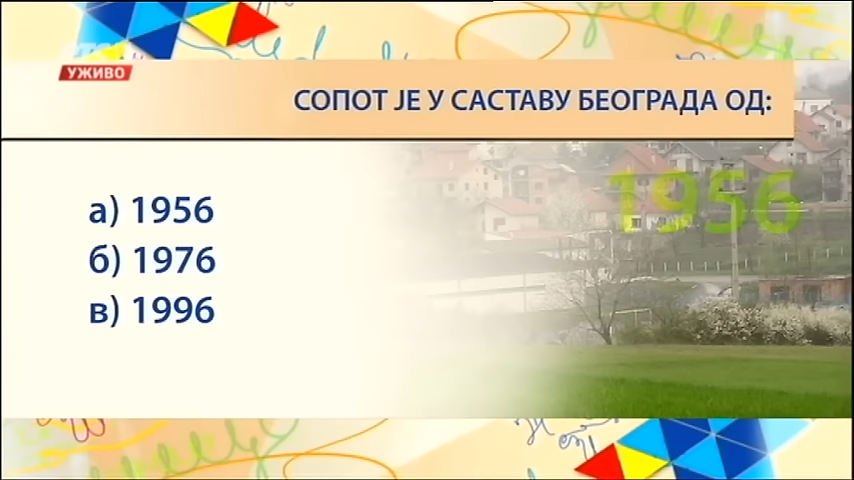 УЖИВО
СОПОТ ЈЕ У САСТАВУ БЕОГРАДА ОД:
а) 1956
б) 1976
в) 1996
1956